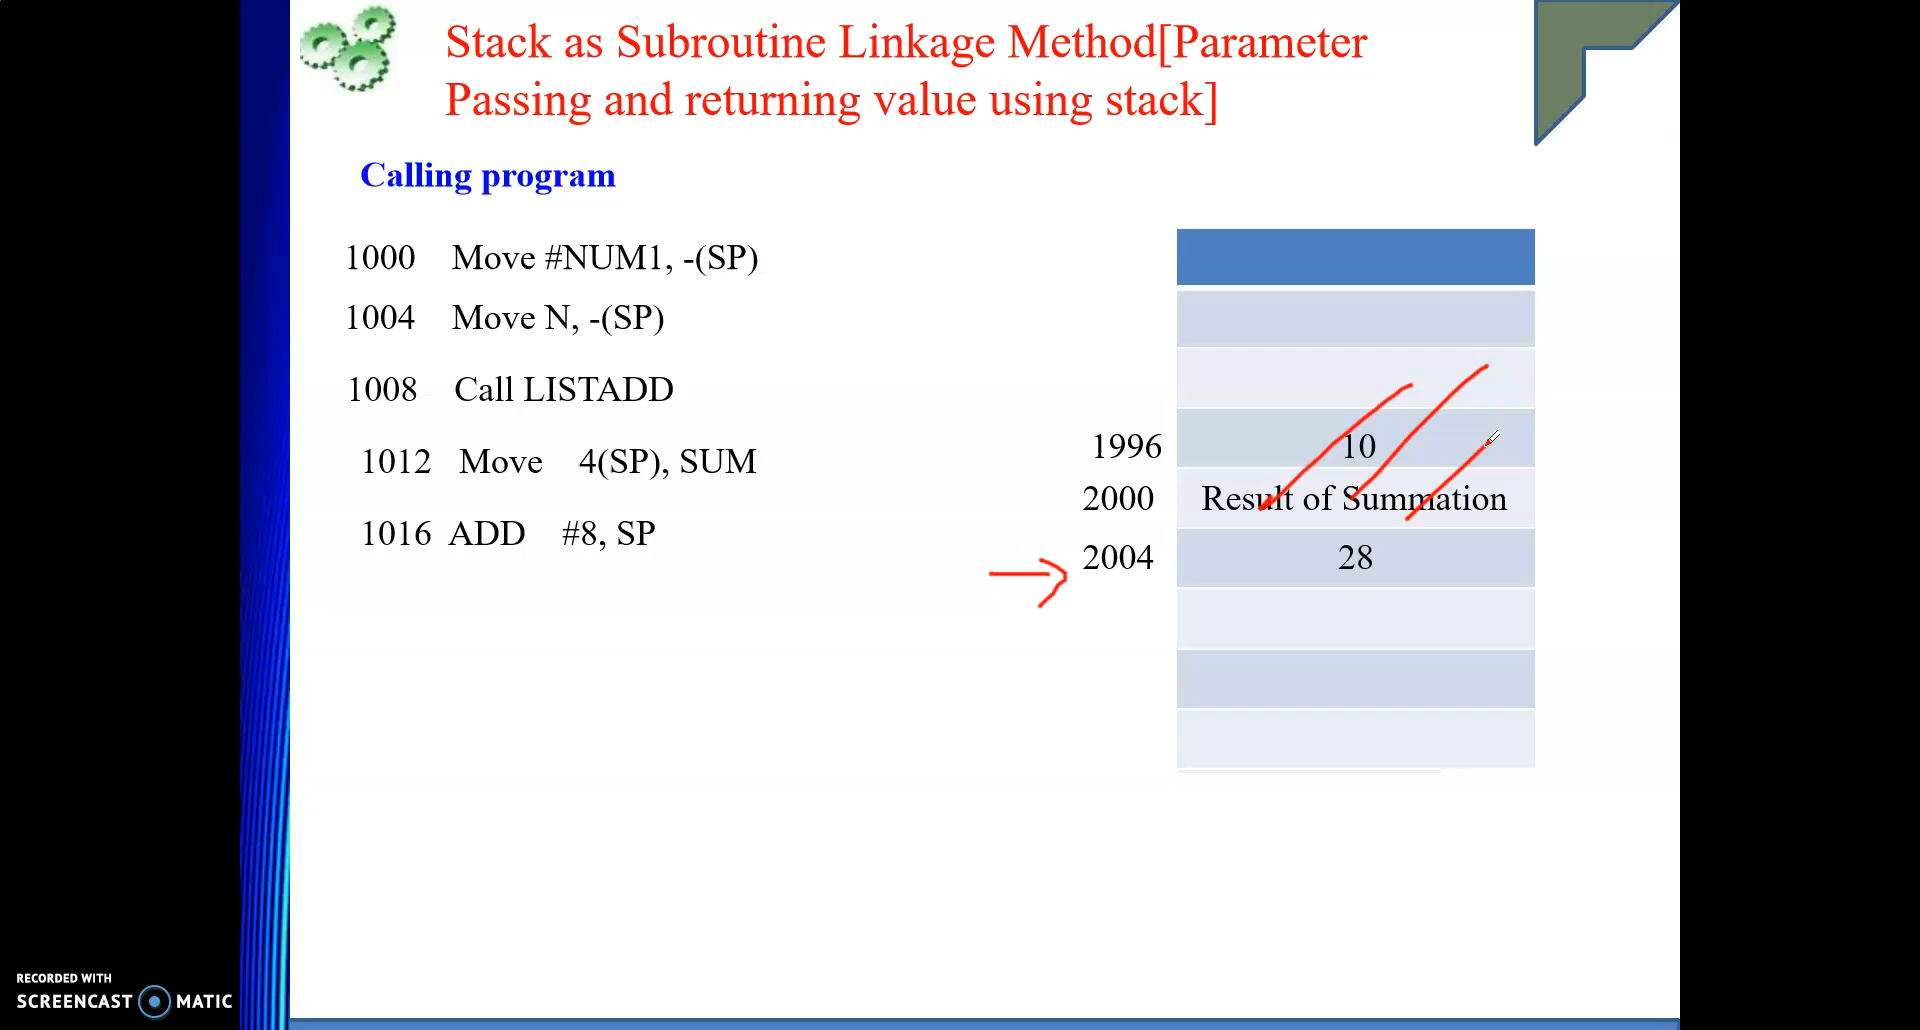 Stack as Subroutine Linkage Method[Parameter
Passing and returning value using stack]
Calling program
1000 Move #NUM1, -(SP)
1004 Move N, -(SP)
1008 Call LISTADD
1012 Move 4(SP), SUM
1016 ADD #8, SP
1996 10
2000 Result of Summation
2004 28
RECORDED WITH
SCREENCAST MATIC